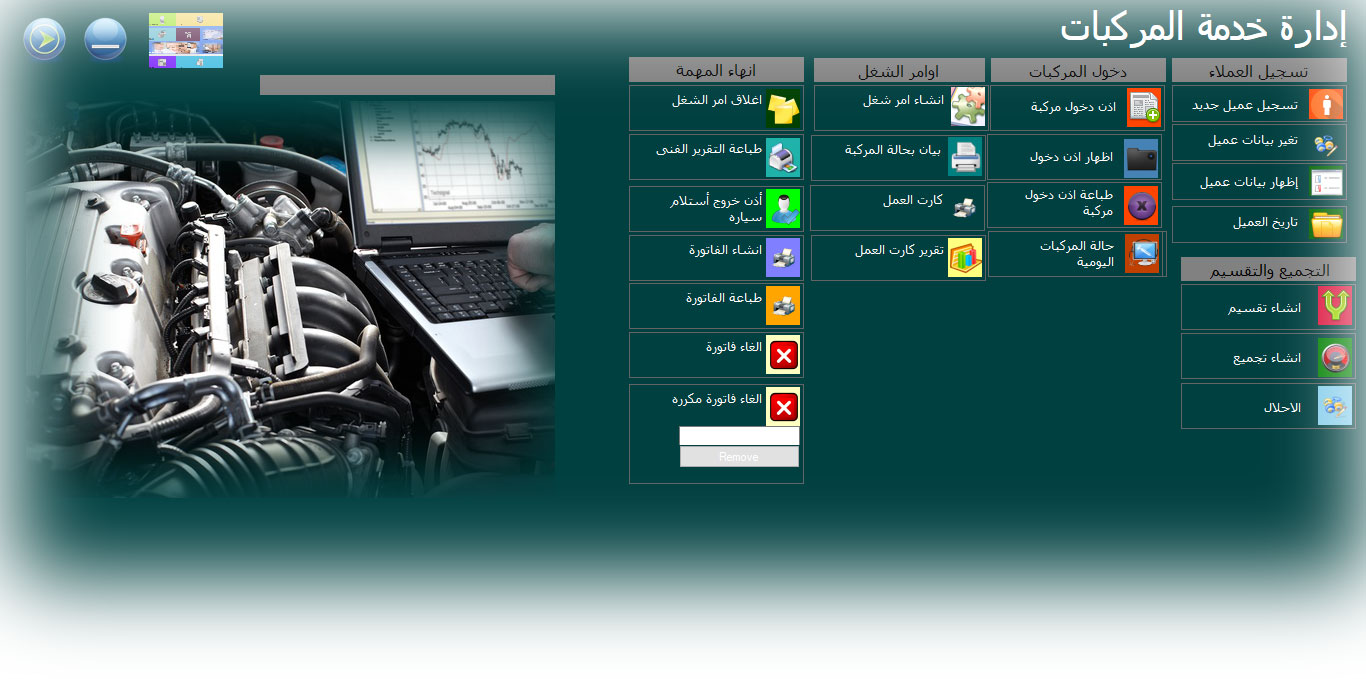 إدارة خدمة المركبات
تسجيل العملاء
تسجيل عميل جديد
تغير بيانات عميل
إظهار بيانات عميل
تاريخ العميل
التجميع والتقسيم
انشاء تقسيم
انشاء تجميع
الاحلال
دخول المركبات
اذن دخول مركبة
اظهار اذن دخول
طباعة اذن دخول
مركبة
حالة المركبات
اليومية
اوامر الشغل
انشاء امر شغل
بيان بحالة المركبة
كارت العمل
تقرير كارت العمل
انهاء المهمة
اغلاق امر الشغل
طباعة التقرير الفنى
أذن خروج أستلام
سياره
انشاء الفاتورة
طباعة الفاتورة
الغاء فاتورة
الغاء فاتورة مكرره
Remove